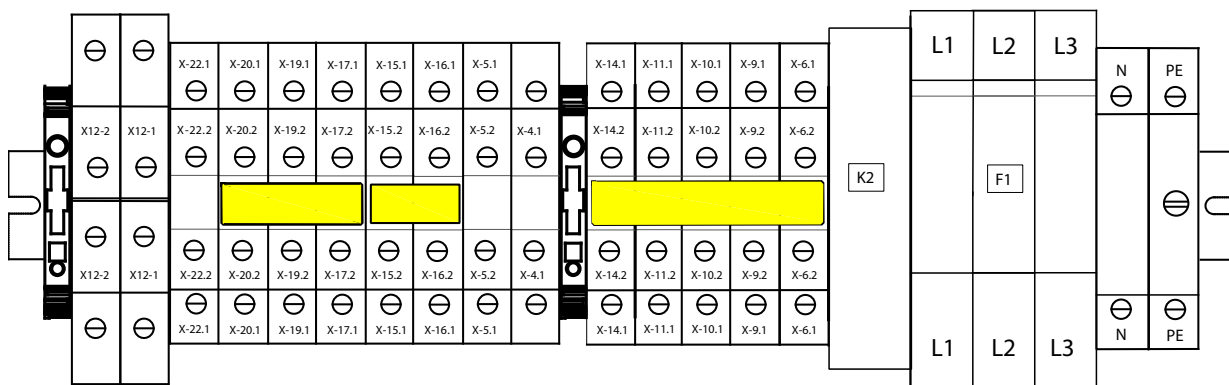 L1 L2 L3
X-22.1 X-20.1 X-19.1 X-17.1 X-15.1 X-16.1 X-5.1 X-14.1 X-11.1 X-10.1 X-9.1 X-6.1 N PE
X12-2 X12-1 X-22.2 X-20.2 X-19.2 X-17.2 X-15.2 X-16.2 X-5.2 X-4.1 X-14.2 X-11.2 X-10.2 X-9.2 X-6.2
K2 F1
X12-2 X12-1 X-22.2 X-20.2 X-19.2 X-17.2 X-15.2 X-16.2 X-5.2 X-4.1 X-14.2 X-11.2 X-10.2 X-9.2 X-6.2
X-22.1 X-20.1 X-19.1 X-17.1 X-15.1 X-16.1 X-5.1 X-14.1 X-11.1 X-10.1 X-9.1 X-6.1 N PE
L1 L2 L3